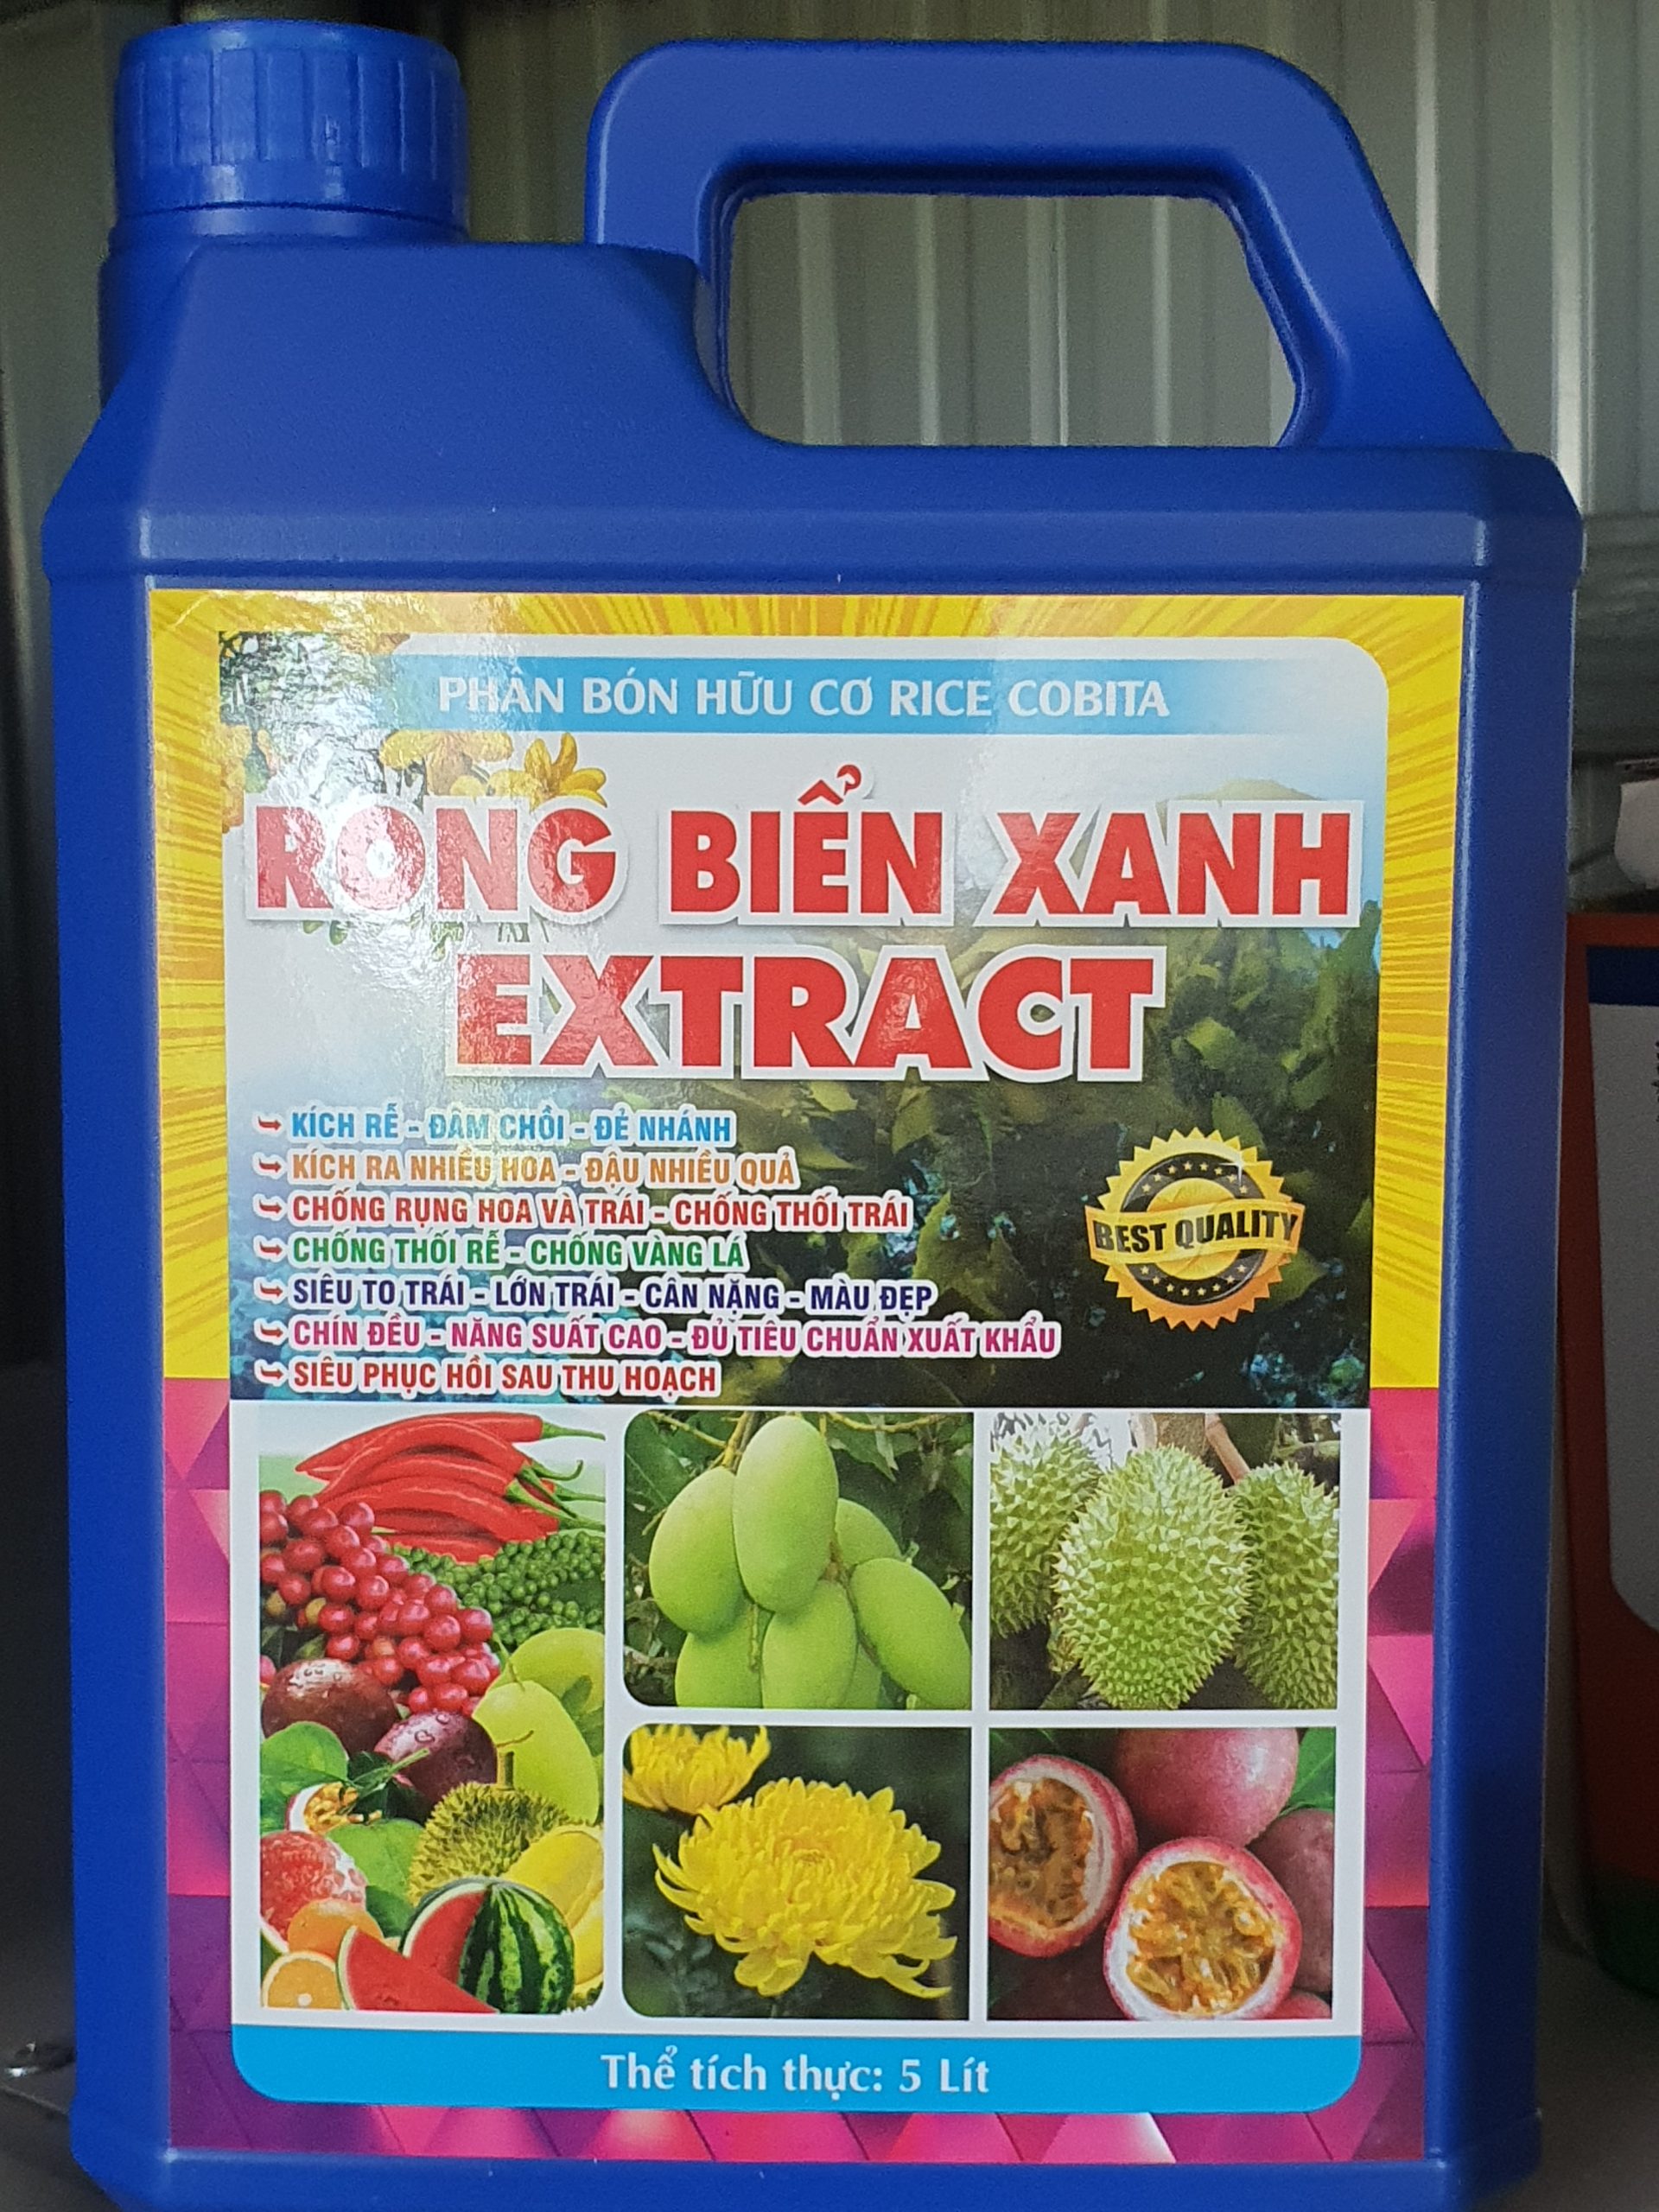 PHÂN BÓN HỮU CƠ RICE COBITA
RONG BIỂN XANH
EXTRACT
KÍCH RỄ - ĐÂM CHỒI - ĐẺ NHÁNH
KÍCH RA NHIỀU HOA - ĐẬU NHIỀU QUẢ
CHỐNG RỤNG HOA VÀ TRÁI - CHỐNG THỐI TRÁI
CHỐNG THỐI RỄ - CHỐNG VÀNG LÁ
SIÊU TO TRÁI - LỚN TRÁI - CÂN NẶNG - MÀU ĐẸP
CHÍN ĐỀU - NĂNG SUẤT CAO - ĐỦ TIÊU CHUẨN XUẤT KHẨU
SIÊU PHỤC HỒI SAU THU HOẠCH
BEST QUALITY
Thể tích thực: 5 Lít